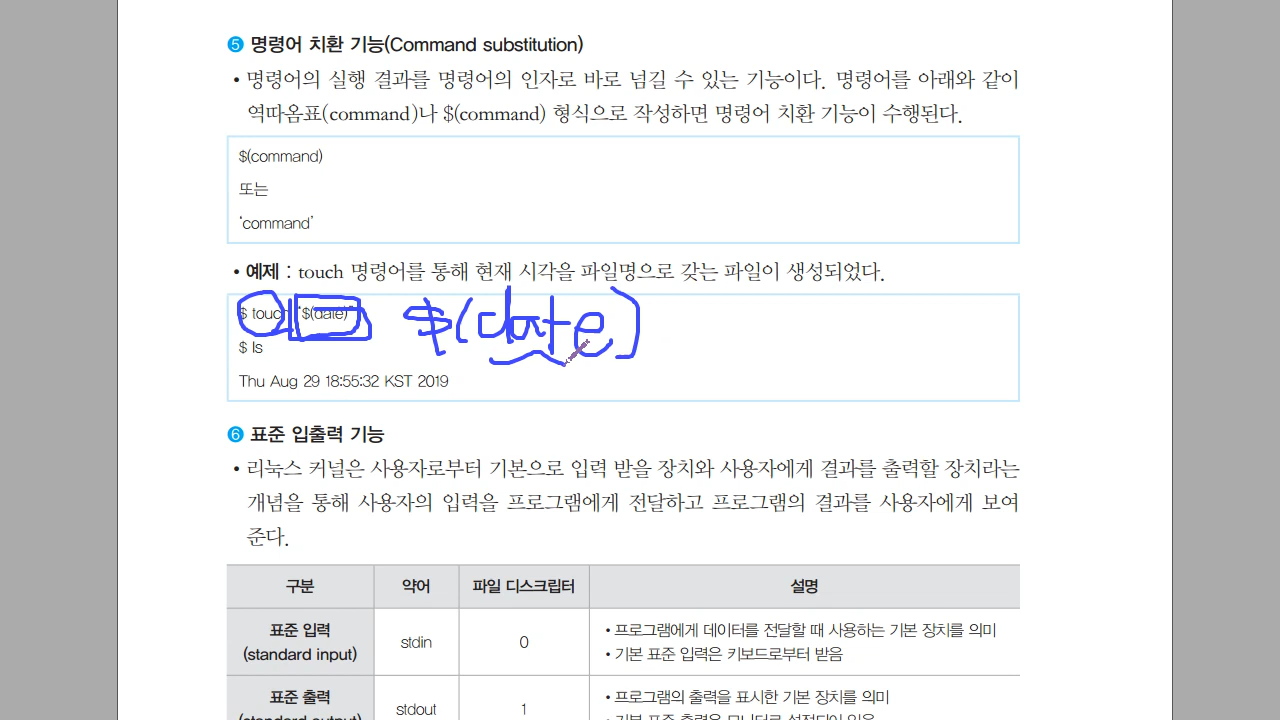 ❺ 명령어 치환 기능(Command substitution)
• 명령어의 실행 결과를 명령어의 인자로 바로 넘길 수 있는 기능이다. 명령어를 아래와 같이
역따옴표(command)나 $(command) 형식으로 작성하면 명령어 치환 기능이 수행된다.
$(command)
또는
‘command’
• 예제 : touch 명령어를 통해 현재 시각을 파일명으로 갖는 파일이 생성되었다.
$ touch “$(date)” $(date)
$ ls
Thu Aug 29 18:55:32 KST 2019
❻ 표준 입출력 기능
• 리눅스 커널은 사용자로부터 기본으로 입력 받을 장치와 사용자에게 결과를 출력할 장치라는
개념을 통해 사용자의 입력을 프로그램에게 전달하고 프로그램의 결과를 사용자에게 보여
준다.
구분 약어 파일 디스크립터 설명
표준 입력
(standard input)
stdin 0
• 프로그램에게 데이터를 전달할 때 사용하는 기본 장치를 의미
• 기본 표준 입력은 키보드로부터 받음
표준 출력
stdout 1
• 프로그램의 출력을 표시한 기본 장치를 의미